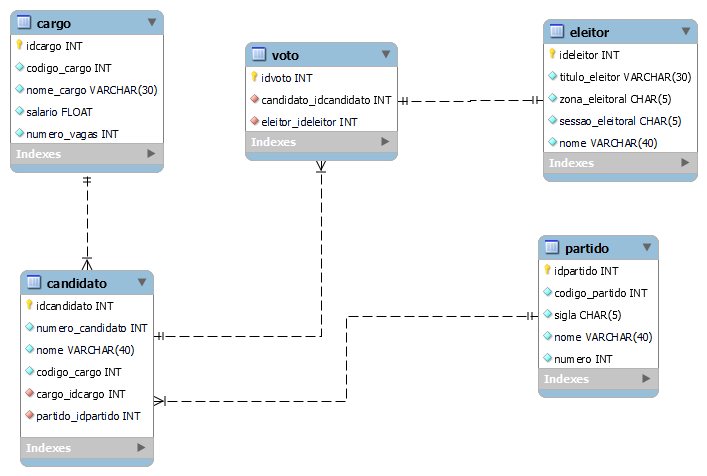 cargo
idcargo INT
codigo_cargo INT
nome_cargo VARCHAR(30)
salario FLOAT
numero_vagas INT
Indexes
voto
idvoto INT
candidato_idcandidato INT
eleitor_ideleitor INT
Indexes
eleitor
ideleitor INT
titulo_eleitor VARCHAR(30)
zona_eleitoral CHAR(5)
sessao_eleitoral CHAR(5)
nome VARCHAR(40)
Indexes
candidato
idcandidato INT
numero_candidato INT
nome VARCHAR(40)
codigo_cargo INT
cargo_idcargo INT
partido_idpartido INT
Indexes
partido
idpartido INT
codigo_partido INT
sigla CHAR(5)
nome VARCHAR(40)
numero INT
Indexes